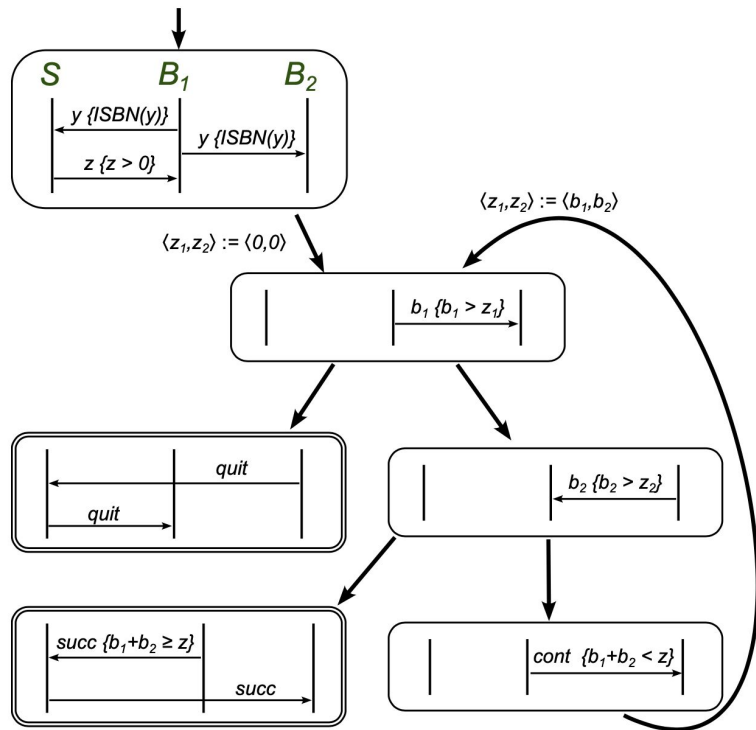 S B₁ B₂
y {ISBN(y)}
y {ISBN(y)}
z {z > 0}
⟨z₁,z₂⟩ := ⟨b₁,b₂⟩
⟨z₁,z₂⟩ := ⟨0,0⟩
b₁ {b₁ > z₁}
quit
quit
b₂ {b₂ > z₂}
succ {b₁+b₂ ≥ z}
succ
cont {b₁+b₂ < z}